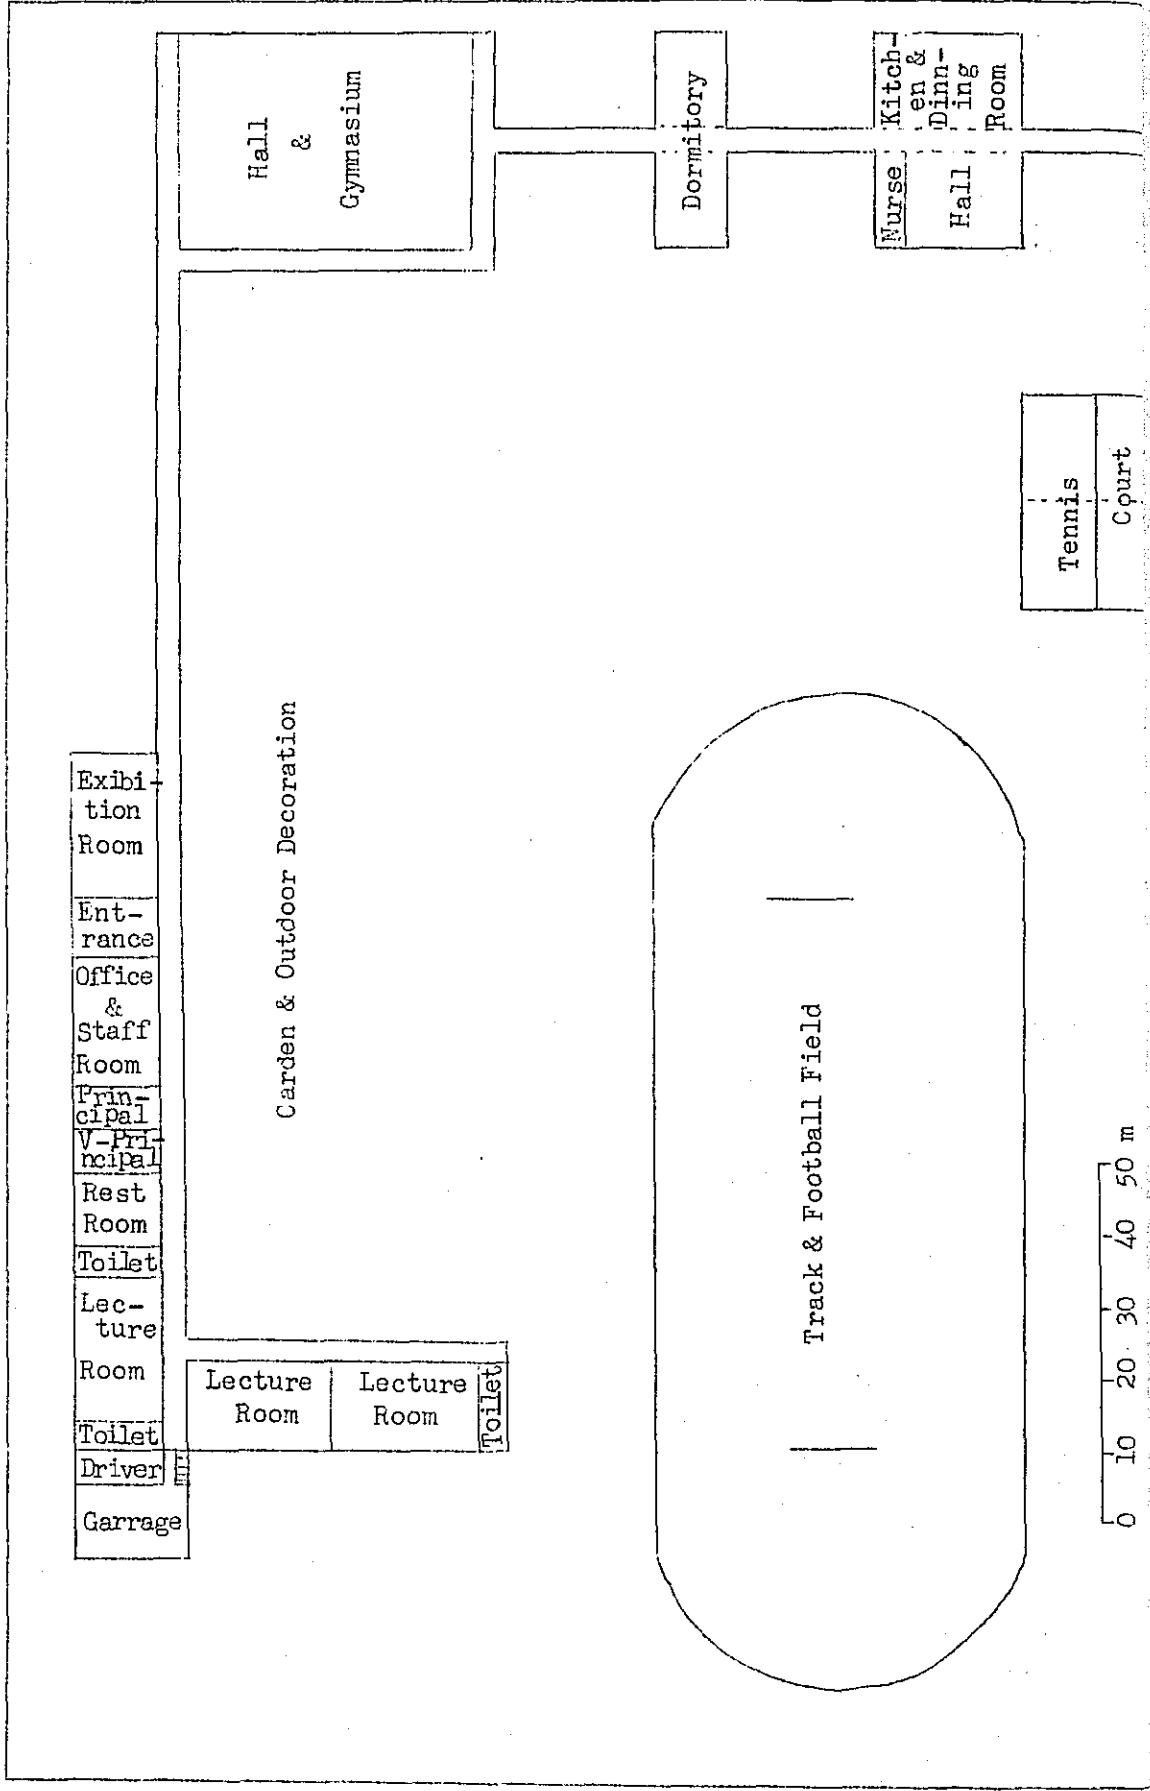 Exibi-
tion
Room
Ent-
rance
Office
&
Staff
Room
Prin-
cipal
V-Pri-
ncipal
Rest
Room
Toilet
Lec-
ture
Room
Toilet
Driver
Garrage
Lecture
Room
Lecture
Room
Toilet
Carden & Outdoor Decoration
Hall
&
Gymnasium
Dormitory
Nurse
Hall
Kitch-
en &
Dinn-
ing
Room
Tennis
Court
Track & Football Field
0 10 20 30 40 50 m